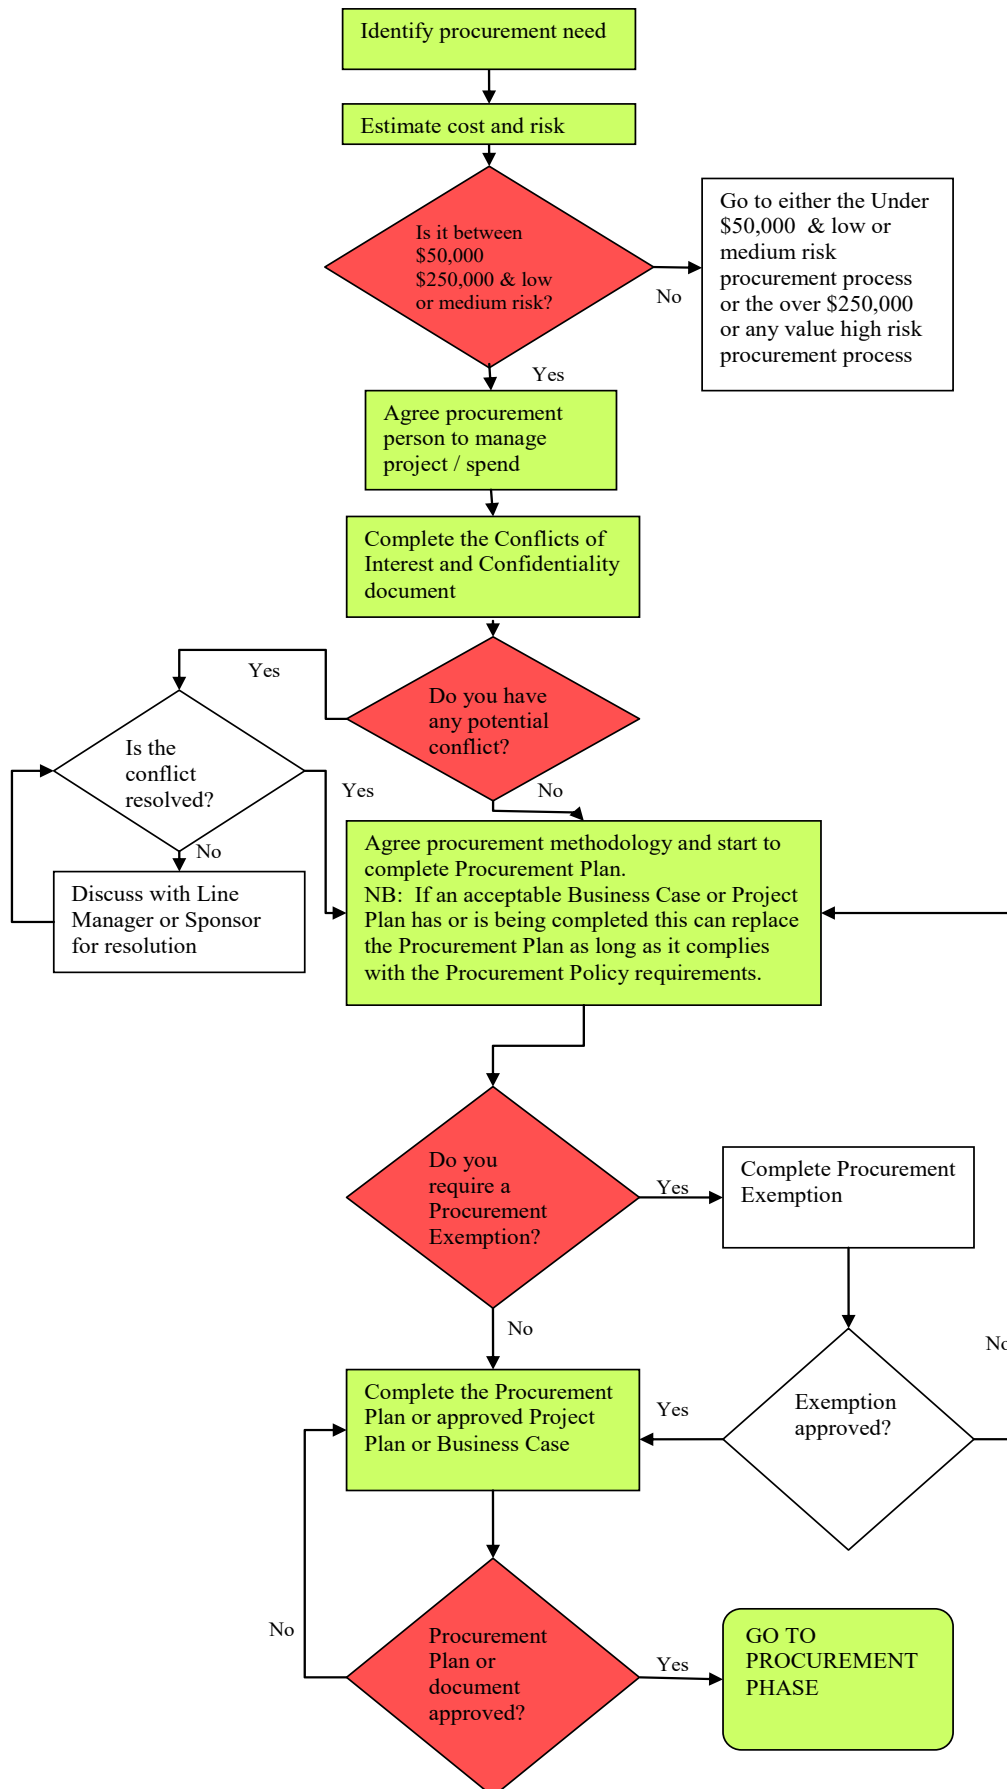 Identify procurement need
Estimate cost and risk
Is it between
$50,000
$250,000 & low
or medium risk?
No
Go to either the Under
$50,000 & low or
medium risk
procurement process
or the over $250,000
or any value high risk
procurement process
Yes
Agree procurement
person to manage
project / spend
Complete the Conflicts of
Interest and Confidentiality
document
Do you have
any potential
conflict?
Yes
Is the
conflict
resolved?
Yes
No
No
Discuss with Line
Manager or Sponsor
for resolution
Agree procurement methodology and start to
complete Procurement Plan.
NB: If an acceptable Business Case or Project
Plan has or is being completed this can replace
the Procurement Plan as long as it complies
with the Procurement Policy requirements.
Do you
require a
Procurement
Exemption?
Yes
Complete Procurement
Exemption
No
Exemption
approved?
Yes
No
Complete the Procurement
Plan or approved Project
Plan or Business Case
Procurement
Plan or
document
approved?
No
Yes
GO TO
PROCUREMENT
PHASE